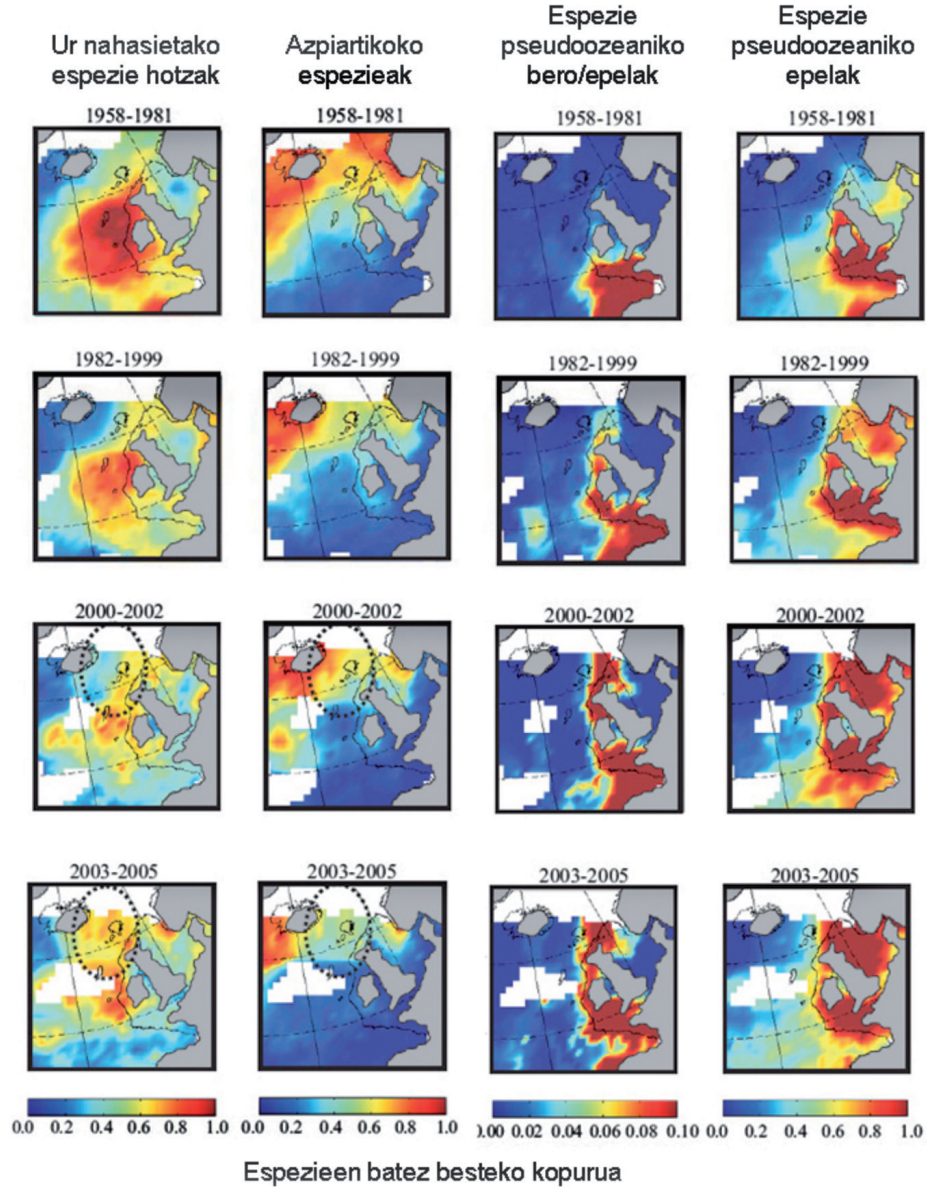 Ur nahasietako
espezie hotzak
Azpiartikoko
espezieak
Espezie
pseudoozeaniko
bero/epelak
Espezie
pseudoozeaniko
epelak
1958-1981
1958-1981
1958-1981
1958-1981
1982-1999
1982-1999
1982-1999
1982-1999
2000-2002
2000-2002
2000-2002
2000-2002
2003-2005
2003-2005
2003-2005
2003-2005
0.0 0.2 0.4 0.6 0.8 1.0
0.0 0.2 0.4 0.6 0.8 1.0
0.00 0.02 0.04 0.06 0.08 0.10
0.0 0.2 0.4 0.6 0.8 1.0
Espezieen batez besteko kopurua